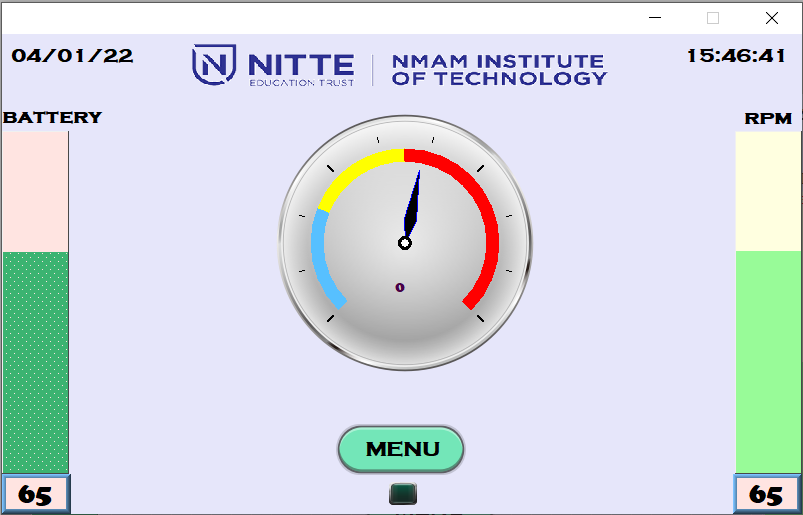 04/01/22
NITTE
EDUCATION TRUST
NMAM INSTITUTE
OF TECHNOLOGY
15:46:41
BATTERY
RPM
0
MENU
65
65